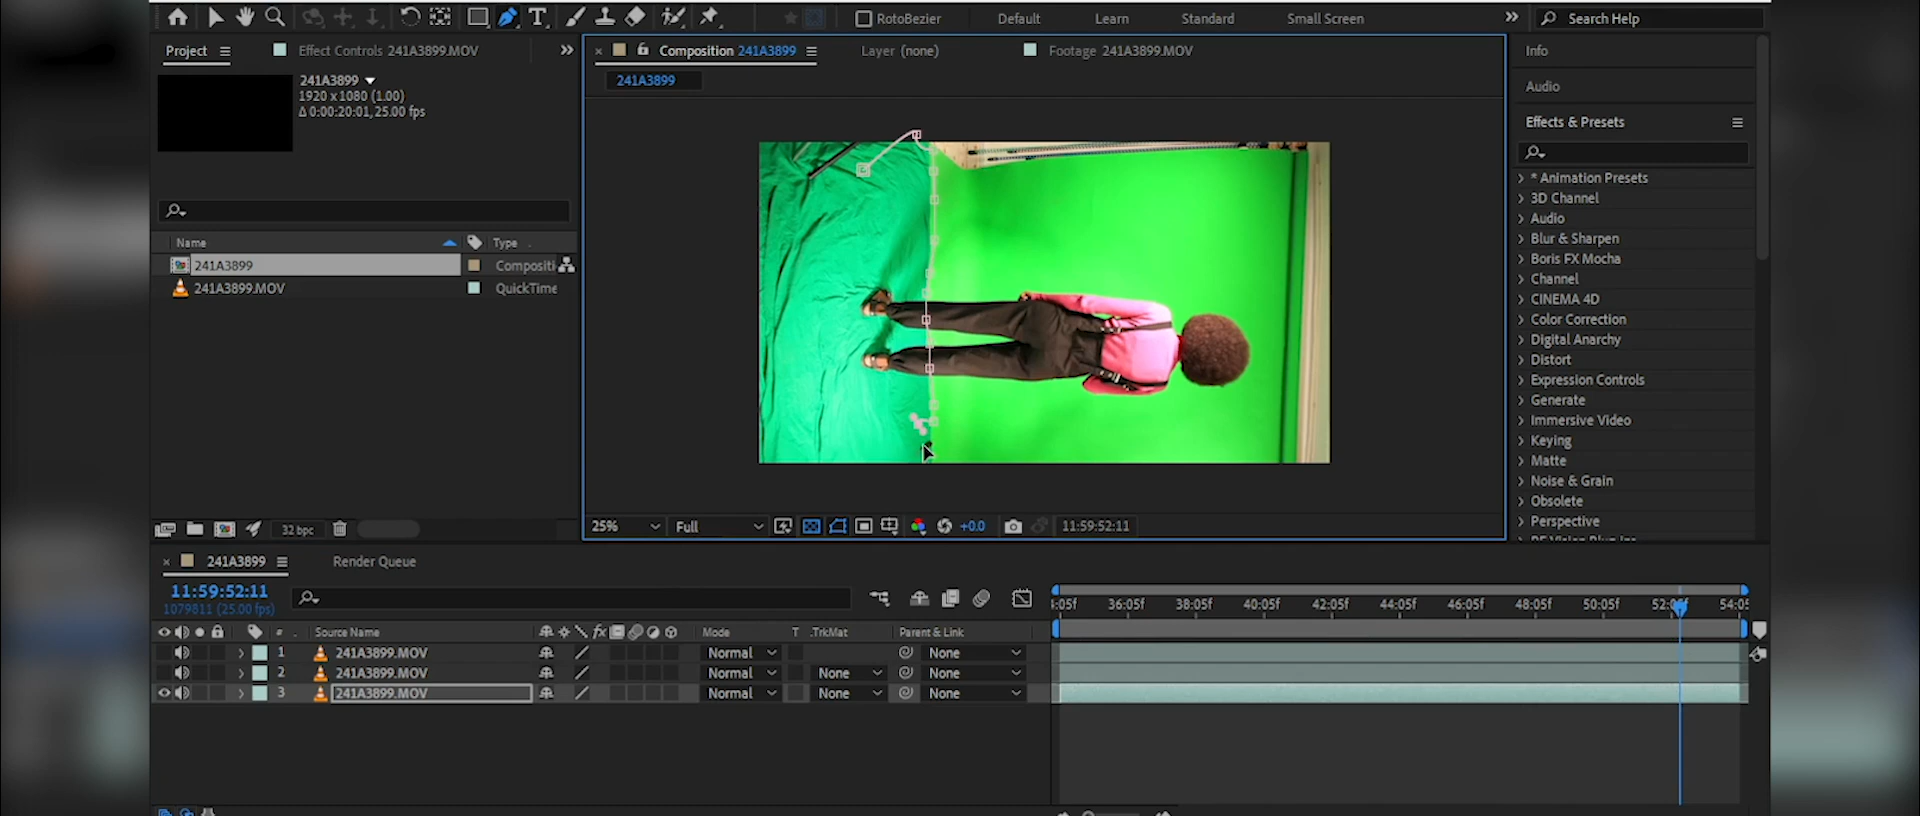 RotoBezier Default Learn Standard Small Screen Search Help
Project Effect Controls 241A3899.MOV
241A3899
1920 x 1080 (1.00)
Δ 0:00:20:01, 25.00 fps
Name Type
241A3899 Compositi
241A3899.MOV QuickTime
32 bpc
Composition 241A3899 Layer (none) Footage 241A3899.MOV
241A3899
25% Full +0.0 11:59:52:11
Info
Audio
Effects & Presets
* Animation Presets
3D Channel
Audio
Blur & Sharpen
Boris FX Mocha
Channel
CINEMA 4D
Color Correction
Digital Anarchy
Distort
Expression Controls
Generate
Immersive Video
Keying
Matte
Noise & Grain
Obsolete
Perspective
241A3899 Render Queue
11:59:52:11
1079811 (25.00 fps)
:05f 36:05f 38:05f 40:05f 42:05f 44:05f 46:05f 48:05f 50:05f 52:05f 54:0
# . Source Name fx Mode T .TrkMat Parent & Link
1 241A3899.MOV Normal None
2 241A3899.MOV Normal None None
3 241A3899.MOV Normal None None